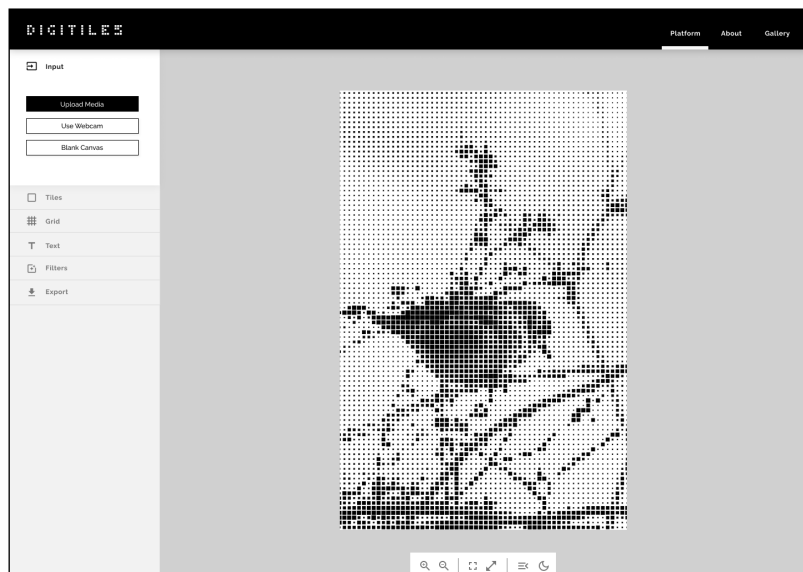 DIGITILES
Platform About Gallery
Input
Upload Media
Use Webcam
Blank Canvas
Tiles
Grid
Text
Filters
Export